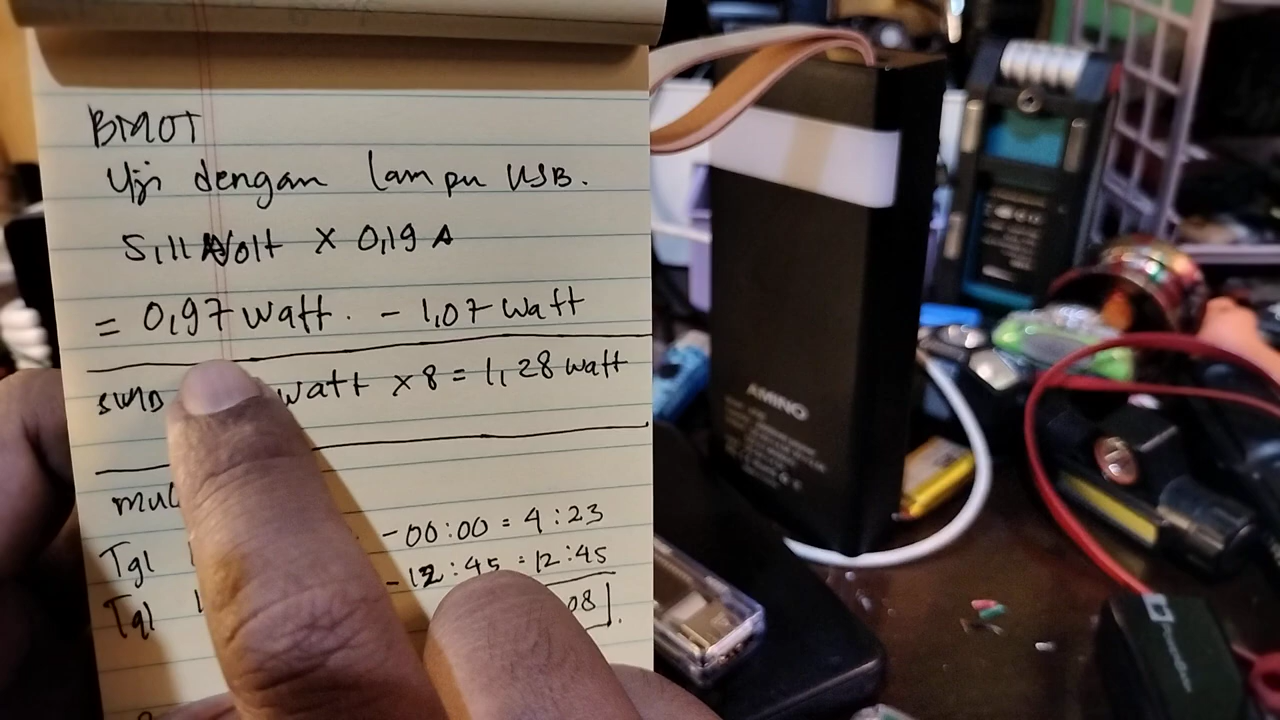 BMOT
Uji dengan lampu USB.
5,11 Volt x 0,19 A
= 0,97 watt. - 1,07 watt
SMD watt x 8 = 1,28 watt
Tgl - 00:00 = 4:23
Tgl - 12:45 = 12:45
08
AMINO